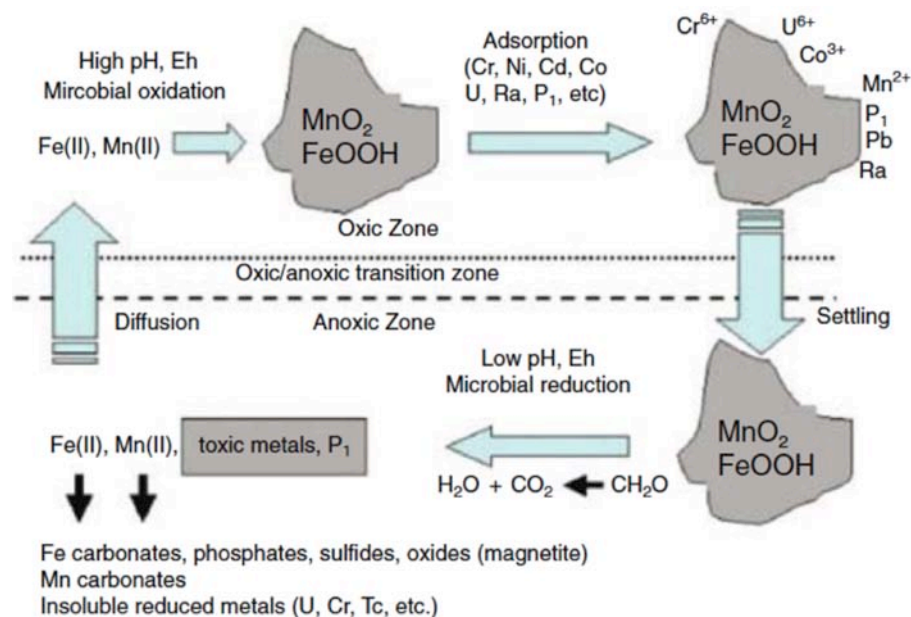 High pH, Eh
Mircobial oxidation
Fe(II), Mn(II)
MnO₂
FeOOH
Oxic Zone
Adsorption
(Cr, Ni, Cd, Co
U, Ra, P₁, etc)
Cr⁶⁺
U⁶⁺
Co³⁺
Mn²⁺
P₁
Pb
Ra
MnO₂
FeOOH
Oxic/anoxic transition zone
Diffusion
Anoxic Zone
Settling
Low pH, Eh
Microbial reduction
MnO₂
FeOOH
Fe(II), Mn(II), toxic metals, P₁
H₂O + CO₂ CH₂O
Fe carbonates, phosphates, sulfides, oxides (magnetite)
Mn carbonates
Insoluble reduced metals (U, Cr, Tc, etc.)